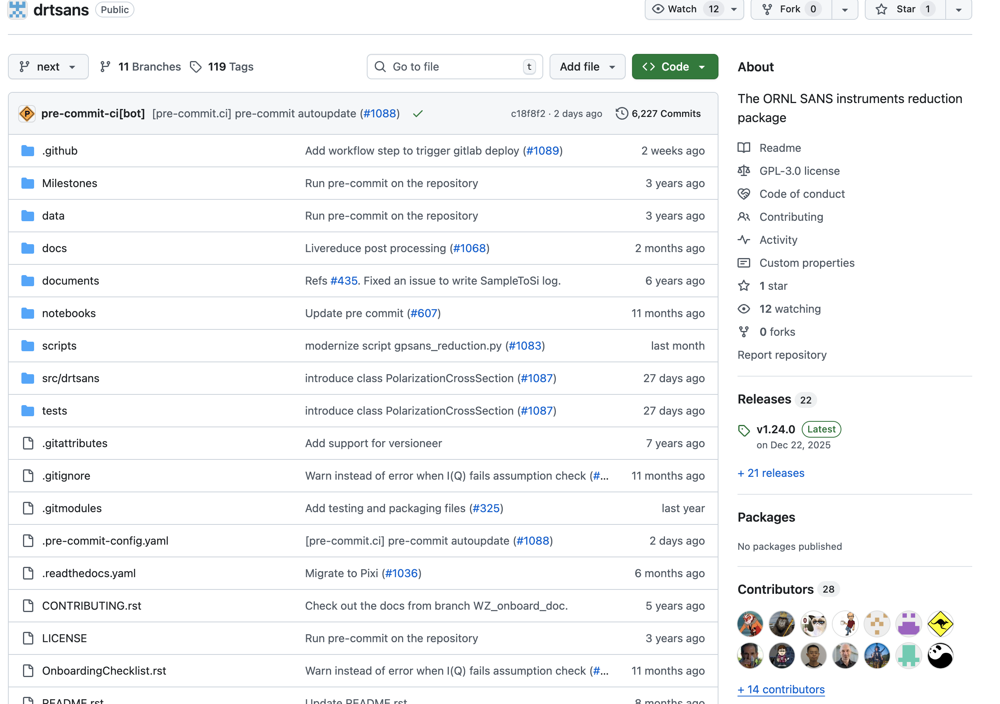 drtsans Public Watch 12 Fork 0 Star 1
next 11 Branches 119 Tags Go to file t Add file Code
pre-commit-ci[bot] [pre-commit.ci] pre-commit autoupdate (#1088) c18f8f2 · 2 days ago 6,227 Commits
.github Add workflow step to trigger gitlab deploy (#1089) 2 weeks ago
Milestones Run pre-commit on the repository 3 years ago
data Run pre-commit on the repository 3 years ago
docs Livereduce post processing (#1068) 2 months ago
documents Refs #435. Fixed an issue to write SampleToSi log. 6 years ago
notebooks Update pre commit (#607) 11 months ago
scripts modernize script gpsans_reduction.py (#1083) last month
src/drtsans introduce class PolarizationCrossSection (#1087) 27 days ago
tests introduce class PolarizationCrossSection (#1087) 27 days ago
.gitattributes Add support for versioneer 7 years ago
.gitignore Warn instead of error when I(Q) fails assumption check (#... 11 months ago
.gitmodules Add testing and packaging files (#325) last year
.pre-commit-config.yaml [pre-commit.ci] pre-commit autoupdate (#1088) 2 days ago
.readthedocs.yaml Migrate to Pixi (#1036) 6 months ago
CONTRIBUTING.rst Check out the docs from branch WZ_onboard_doc. 5 years ago
LICENSE Run pre-commit on the repository 3 years ago
OnboardingChecklist.rst Warn instead of error when I(Q) fails assumption check (#... 11 months ago
README.rst Update README.rst 8 months ago
About
The ORNL SANS instruments reduction
package
Readme
GPL-3.0 license
Code of conduct
Contributing
Activity
Custom properties
1 star
12 watching
0 forks
Report repository
Releases 22
v1.24.0 Latest
on Dec 22, 2025
+ 21 releases
Packages
No packages published
Contributors 28
+ 14 contributors